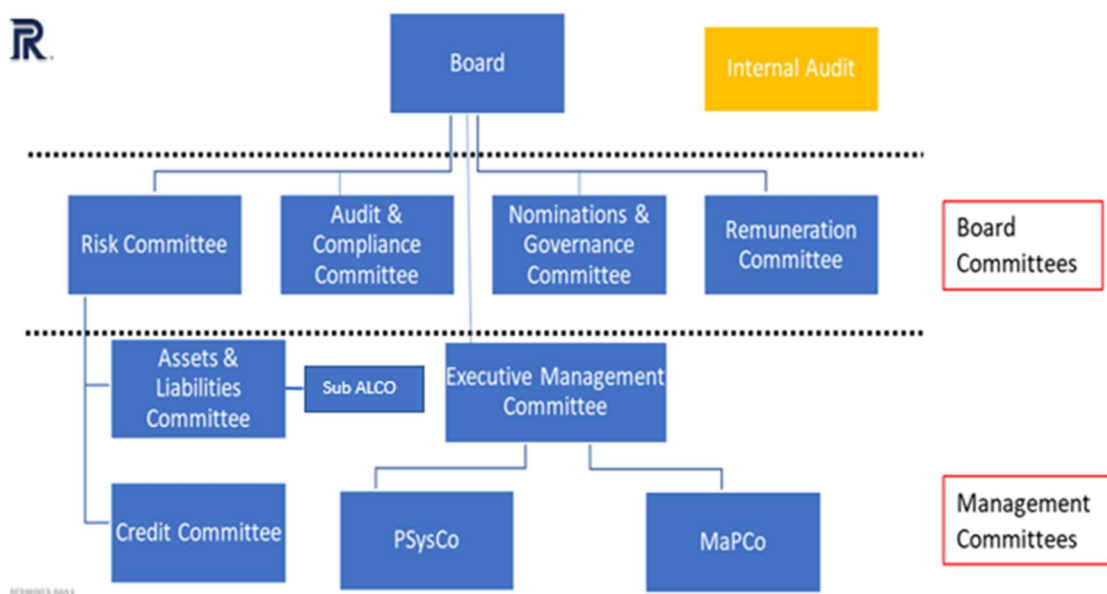 Board
Internal Audit
Risk Committee
Audit &
Compliance
Committee
Nominations &
Governance
Committee
Remuneration
Committee
Board
Committees
Assets &
Liabilities
Committee
Sub ALCO
Executive Management
Committee
Credit Committee
PSysCo
MaPCo
Management
Committees